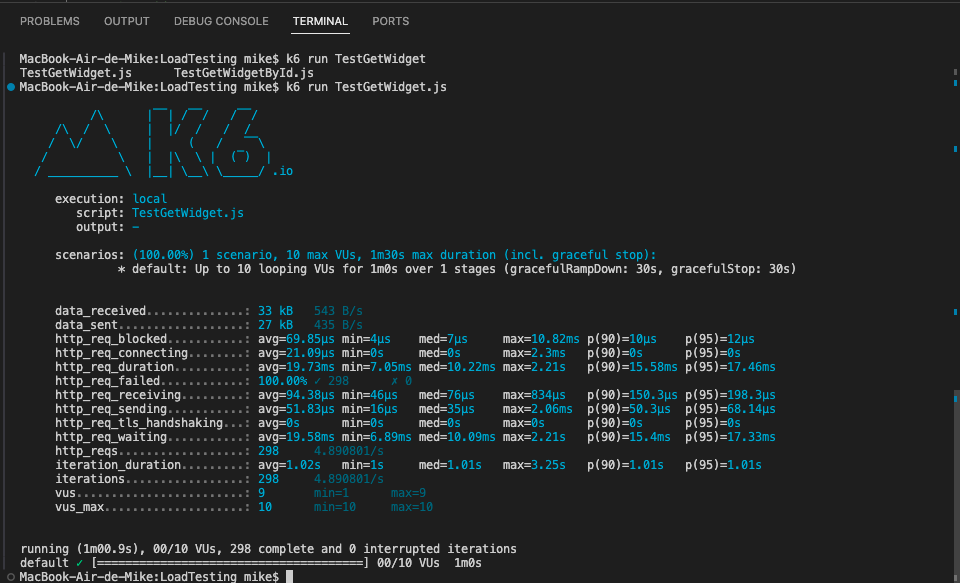 PROBLEMS OUTPUT DEBUG CONSOLE TERMINAL PORTS
MacBook-Air-de-Mike:LoadTesting mike$ k6 run TestGetWidget
TestGetWidget.js      TestGetWidgetById.js
MacBook-Air-de-Mike:LoadTesting mike$ k6 run TestGetWidget.js
K6
.io
execution: local
script: TestGetWidget.js
output: -
scenarios: (100.00%) 1 scenario, 10 max VUs, 1m30s max duration (incl. graceful stop):
* default: Up to 10 looping VUs for 1m0s over 1 stages (gracefulRampDown: 30s, gracefulStop: 30s)
data_received..............: 33 kB   543 B/s
data_sent..................: 27 kB   435 B/s
http_req_blocked...........: avg=69.85µs min=4µs    med=7µs     max=10.82ms p(90)=10µs    p(95)=12µs
http_req_connecting........: avg=21.09µs min=0s     med=0s      max=2.3ms   p(90)=0s      p(95)=0s
http_req_duration..........: avg=19.73ms min=7.05ms med=10.22ms max=2.21s   p(90)=15.58ms p(95)=17.46ms
http_req_failed............: 100.00% ✓ 298      ✗ 0
http_req_receiving.........: avg=94.38µs min=46µs   med=76µs    max=834µs   p(90)=150.3µs p(95)=198.3µs
http_req_sending...........: avg=51.83µs min=16µs   med=35µs    max=2.06ms  p(90)=50.3µs  p(95)=68.14µs
http_req_tls_handshaking...: avg=0s      min=0s     med=0s      max=0s      p(90)=0s      p(95)=0s
http_req_waiting...........: avg=19.58ms min=6.89ms med=10.09ms max=2.21s   p(90)=15.4ms  p(95)=17.33ms
http_reqs..................: 298     4.890801/s
iteration_duration.........: avg=1.02s   min=1s     med=1.01s   max=3.25s   p(90)=1.01s   p(95)=1.01s
iterations.................: 298     4.890801/s
vus........................: 9       min=1      max=9
vus_max....................: 10      min=10     max=10
running (1m00.9s), 00/10 VUs, 298 complete and 0 interrupted iterations
default ✓ [======================================] 00/10 VUs  1m0s
MacBook-Air-de-Mike:LoadTesting mike$